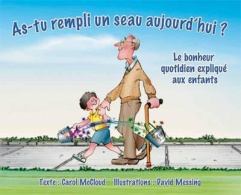 As-tu rempli un seau aujourd'hui ?
Le bonheur
quotidien expliqué
aux enfants
Texte : Carol McCloud Illustrations : David Messing